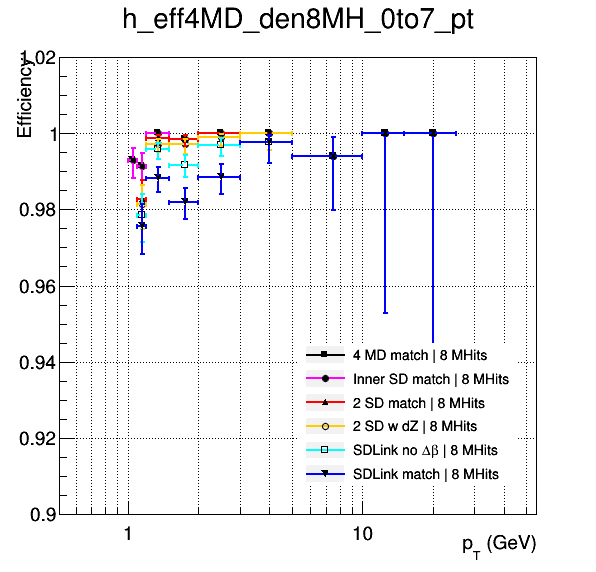 h_eff4MD_den8MH_0to7_pt
Efficiency
1.02
1
0.98
0.96
0.94
0.92
0.9
4 MD match | 8 MHits
Inner SD match | 8 MHits
2 SD match | 8 MHits
2 SD w dZ | 8 MHits
SDLink no Δβ | 8 MHits
SDLink match | 8 MHits
1
10
p_T (GeV)